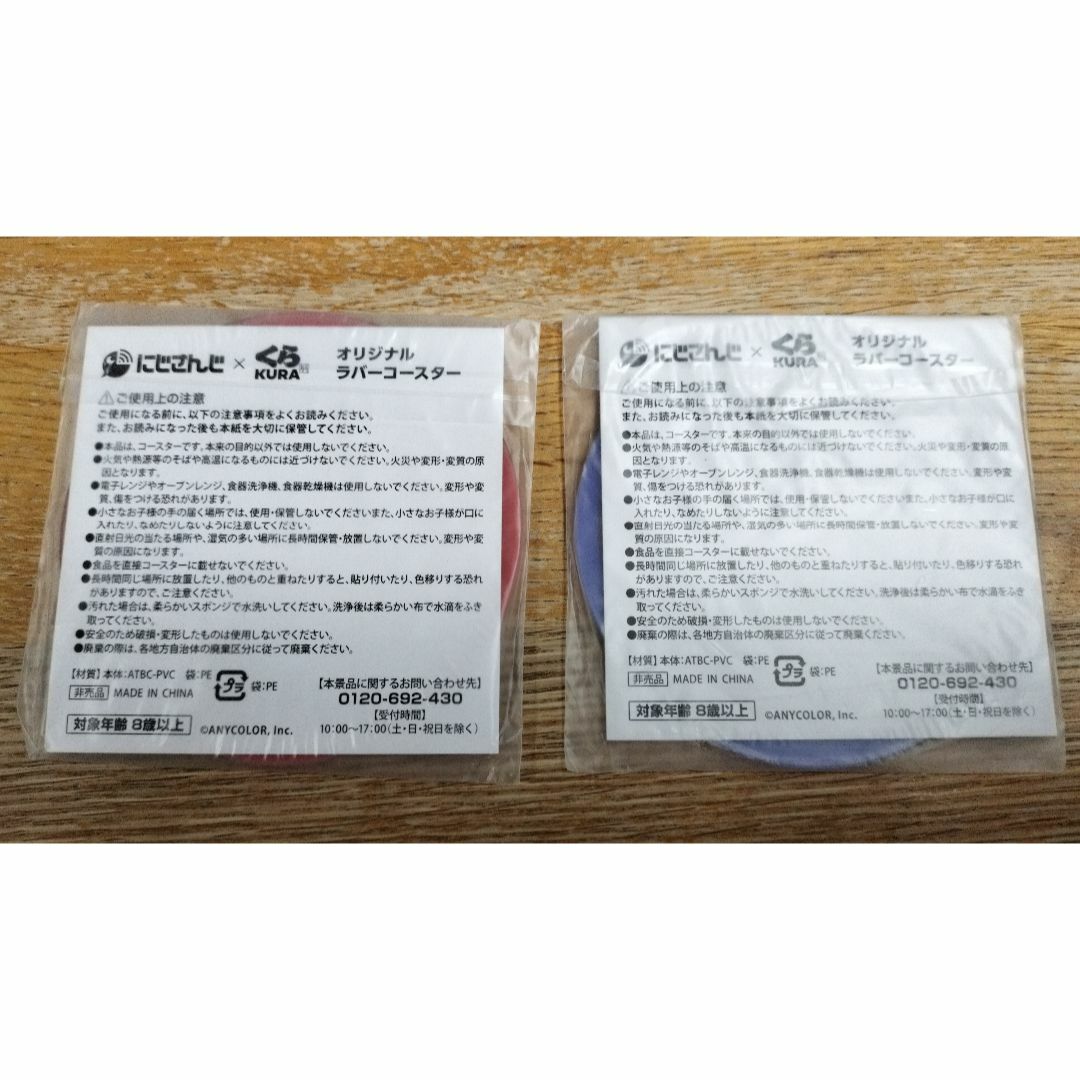 にじさんじ × くら KURA オリジナル
ラバーコースター
⚠ご使用上の注意
ご使用になる前に、以下の注意事項をよくお読みください。
また、お読みになった後も本紙を大切に保管してください。
●本品は、コースターです。本来の目的以外では使用しないでください。
●火気や熱源等のそばや高温になるものには近づけないでください。火災や変形・変質の原
因となります。
●電子レンジやオーブンレンジ、食器洗浄機、食器乾燥機は使用しないでください。変形や変
質、傷をつける恐れがあります。
●小さなお子様の手の届く場所では、使用・保管しないでくださいまた、小さなお子様が口に
入れたり、なめたりしないように注意してください。
●直射日光の当たる場所や、湿気の多い場所に長時間保管・放置しないでください。変形や変
質の原因になります。
●食品を直接コースターに載せないでください。
●長時間同じ場所に放置したり、他のものと重ねたりすると、貼り付いたり、色移りする恐れ
がありますので、ご注意ください。
●汚れた場合は、柔らかいスポンジで水洗いしてください。洗浄後は柔らかい布で水滴をふき
取ってください。
●安全のため破損・変形したものは使用しないでください。
●廃棄の際は、各地方自治体の廃棄区分に従って廃棄ください。
【材質】本体:ATBC-PVC 袋:PE プラ 袋:PE
非売品 MADE IN CHINA
対象年齢 8歳以上 ©ANYCOLOR, Inc.
【本景品に関するお問い合わせ先】
0120-692-430
【受付時間】
10:00～17:00(土・日・祝日を除く)
にじさんじ × くら KURA オリジナル
ラバーコースター
⚠ご使用上の注意
ご使用になる前に、以下の注意事項をよくお読みください。
また、お読みになった後も本紙を大切に保管してください。
●本品は、コースターです。本来の目的以外では使用しないでください。
●火気や熱源等のそばや高温になるものには近づけないでください。火災や変形・変質の原
因となります。
●電子レンジやオーブンレンジ、食器洗浄機、食器乾燥機は使用しないでください。変形や変
質、傷をつける恐れがあります。
●小さなお子様の手の届く場所では、使用・保管しないでくださいまた、小さなお子様が口に
入れたり、なめたりしないように注意してください。
●直射日光の当たる場所や、湿気の多い場所に長時間保管・放置しないでください。変形や変
質の原因になります。
●食品を直接コースターに載せないでください。
●長時間同じ場所に放置したり、他のものと重ねたりすると、貼り付いたり、色移りする恐れ
がありますので、ご注意ください。
●汚れた場合は、柔らかいスポンジで水洗いしてください。洗浄後は柔らかい布で水滴をふき
取ってください。
●安全のため破損・変形したものは使用しないでください。
●廃棄の際は、各地方自治体の廃棄区分に従って廃棄ください。
【材質】本体:ATBC-PVC 袋:PE プラ 袋:PE
非売品 MADE IN CHINA
対象年齢 8歳以上 ©ANYCOLOR, Inc.
【本景品に関するお問い合わせ先】
0120-692-430
【受付時間】
10:00～17:00(土・日・祝日を除く)